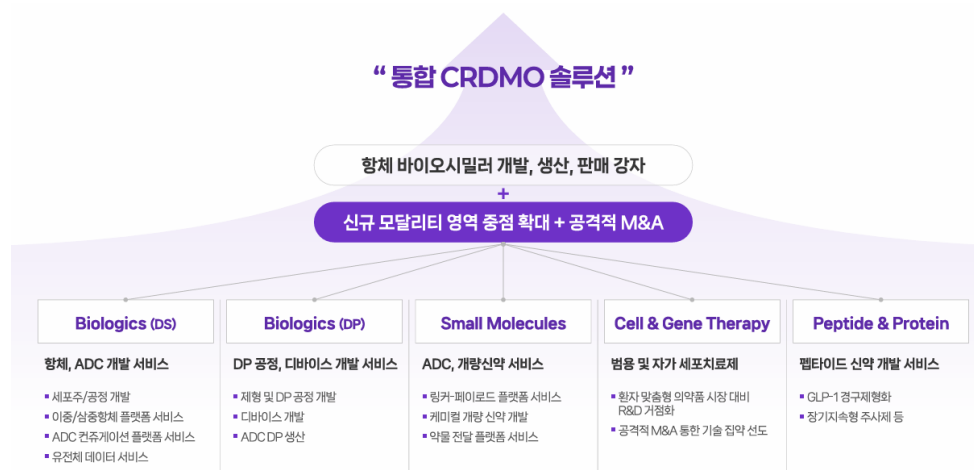 “ 통합 CRDMO 솔루션 ”
항체 바이오시밀러 개발, 생산, 판매 강자
+
신규 모달리티 영역 중점 확대 + 공격적 M&A
Biologics (DS)
항체, ADC 개발 서비스
▪ 세포주/공정 개발
▪ 이중/삼중항체 플랫폼 서비스
▪ ADC 컨쥬게이션 플랫폼 서비스
▪ 유전체 데이터 서비스
Biologics (DP)
DP 공정, 디바이스 개발 서비스
▪ 제형 및 DP 공정 개발
▪ 디바이스 개발
▪ ADC DP 생산
Small Molecules
ADC, 개량신약 서비스
▪ 링커-페이로드 플랫폼 서비스
▪ 케미컬 개량 신약 개발
▪ 약물 전달 플랫폼 서비스
Cell & Gene Therapy
범용 및 자가 세포치료제
▪ 환자 맞춤형 의약품 시장 대비
R&D 거점화
▪ 공격적 M&A 통한 기술 집약 선도
Peptide & Protein
펩타이드 신약 개발 서비스
▪ GLP-1 경구제형화
▪ 장기지속형 주사제 등